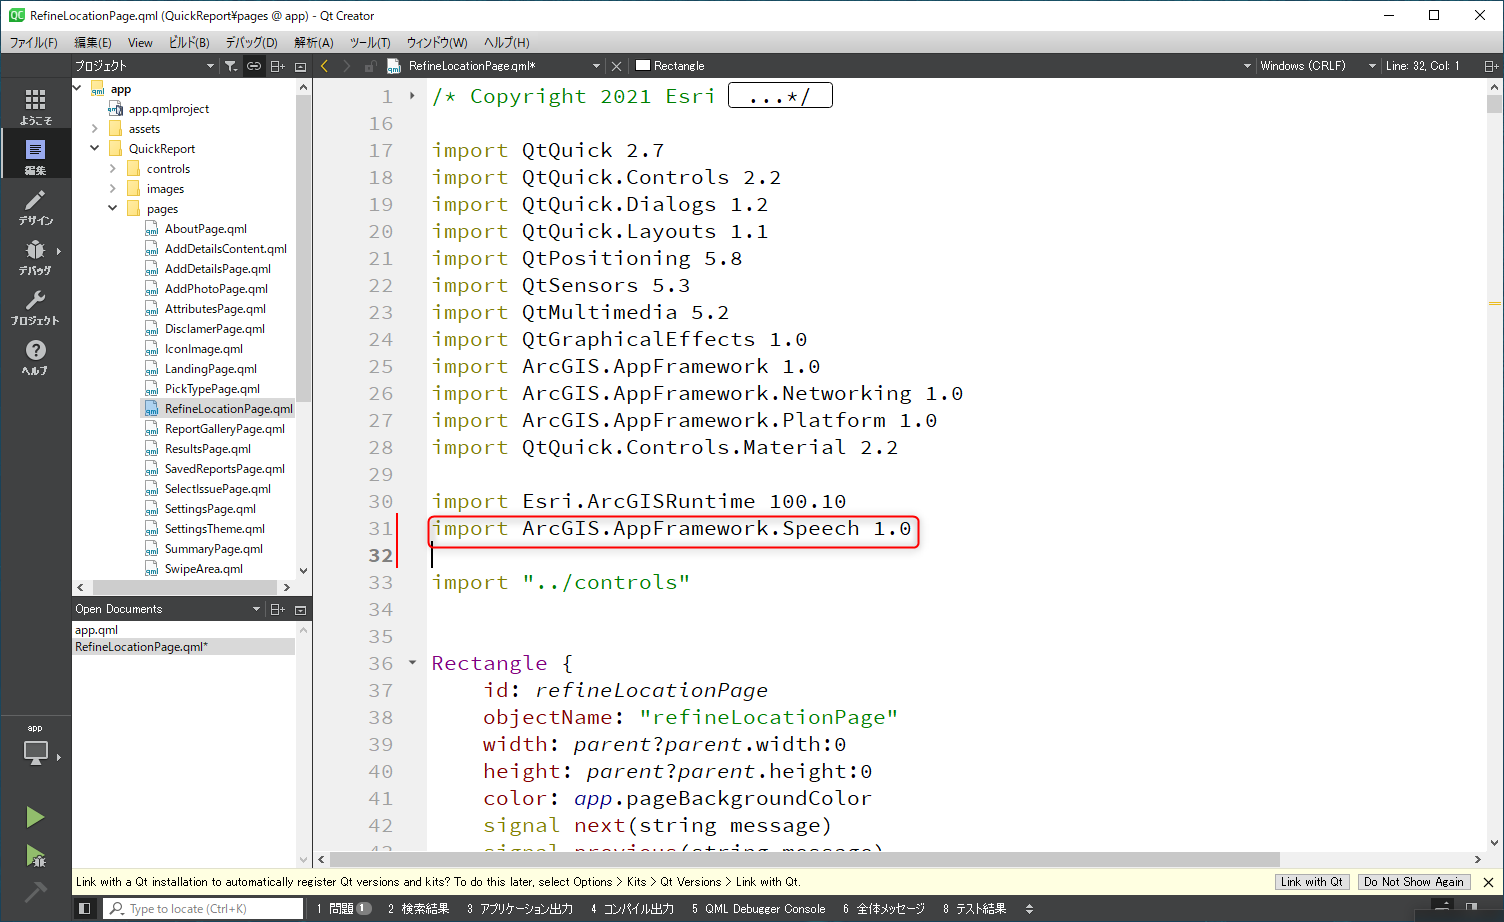 RefineLocationPage.qml (QuickReport¥pages @ app) - Qt Creator
ファイル(F) 編集(E) View ビルド(B) デバッグ(D) 解析(A) ツール(T) ウィンドウ(W) ヘルプ(H)
プロジェクト
RefineLocationPage.qml* Rectangle Windows (CRLF) Line: 32, Col: 1
ようこそ
編集
デザイン
デバッグ
プロジェクト
ヘルプ
app
app.qmlproject
assets
QuickReport
controls
images
pages
AboutPage.qml
AddDetailsContent.qml
AddDetailsPage.qml
AddPhotoPage.qml
AttributesPage.qml
DisclamerPage.qml
IconImage.qml
LandingPage.qml
PickTypePage.qml
RefineLocationPage.qml
ReportGalleryPage.qml
ResultsPage.qml
SavedReportsPage.qml
SelectIssuePage.qml
SettingsPage.qml
SettingsTheme.qml
SummaryPage.qml
SwipeArea.qml
Open Documents
app.qml
RefineLocationPage.qml*
app
1 /* Copyright 2021 Esri ...*/
16
17 import QtQuick 2.7
18 import QtQuick.Controls 2.2
19 import QtQuick.Dialogs 1.2
20 import QtQuick.Layouts 1.1
21 import QtPositioning 5.8
22 import QtSensors 5.3
23 import QtMultimedia 5.2
24 import QtGraphicalEffects 1.0
25 import ArcGIS.AppFramework 1.0
26 import ArcGIS.AppFramework.Networking 1.0
27 import ArcGIS.AppFramework.Platform 1.0
28 import QtQuick.Controls.Material 2.2
29
30 import Esri.ArcGISRuntime 100.10
31 import ArcGIS.AppFramework.Speech 1.0
32
33 import "../controls"
34
35
36 Rectangle {
37 id: refineLocationPage
38 objectName: "refineLocationPage"
39 width: parent?parent.width:0
40 height: parent?parent.height:0
41 color: app.pageBackgroundColor
42 signal next(string message)
43 signal previous(string message)
Link with a Qt installation to automatically register Qt versions and kits? To do this later, select Options > Kits > Qt Versions > Link with Qt. Link with Qt Do Not Show Again
Type to locate (Ctrl+K) 1 問題 1 2 検索結果 3 アプリケーション出力 4 コンパイル出力 5 QML Debugger Console 6 全体メッセージ 8 テスト結果